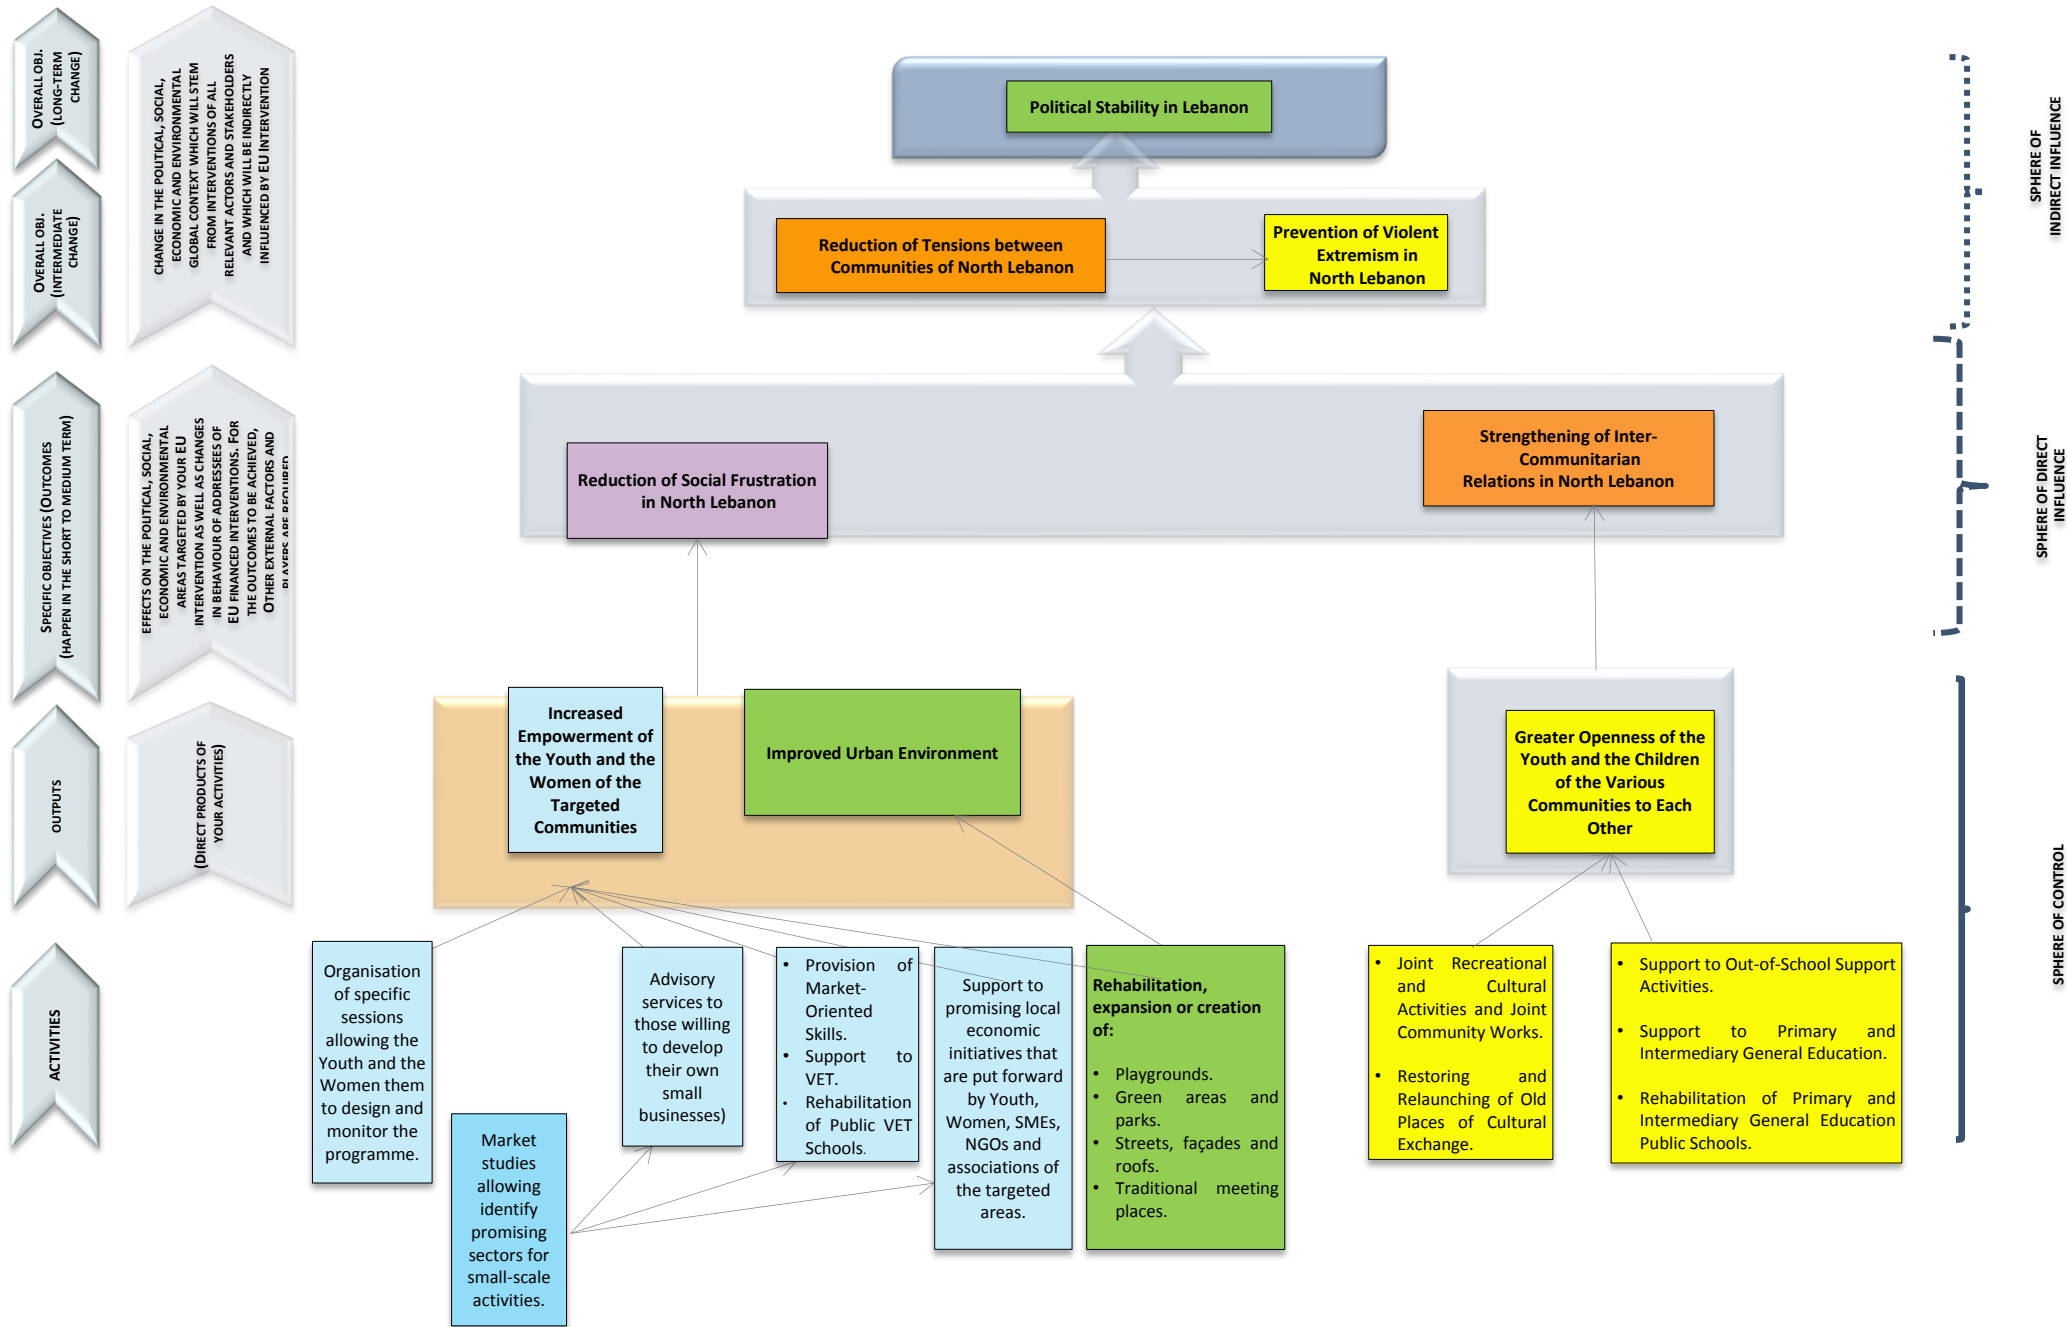 OVERALL OBJ.
(LONG-TERM
CHANGE)
CHANGE IN THE POLITICAL, SOCIAL,
ECONOMIC AND ENVIRONMENTAL
GLOBAL CONTEXT WHICH WILL STEM
FROM INTERVENTIONS OF ALL
RELEVANT ACTORS AND STAKEHOLDERS
AND WHICH WILL BE INDIRECTLY
INFLUENCED BY EU INTERVENTION
OVERALL OBJ.
(INTERMEDIATE
CHANGE)
Political Stability in Lebanon
Reduction of Tensions between
Communities of North Lebanon
Prevention of Violent
Extremism in
North Lebanon
SPHERE OF
INDIRECT INFLUENCE
SPECIFIC OBJECTIVES (OUTCOMES
(HAPPEN IN THE SHORT TO MEDIUM TERM)
EFFECTS ON THE POLITICAL, SOCIAL,
ECONOMIC AND ENVIRONMENTAL
AREAS TARGETED BY YOUR EU
INTERVENTION AS WELL AS CHANGES
IN BEHAVIOUR OF ADDRESSEES OF
EU FINANCED INTERVENTIONS. FOR
THE OUTCOMES TO BE ACHIEVED,
OTHER EXTERNAL FACTORS AND
PLAYERS ARE REQUIRED
Reduction of Social Frustration
in North Lebanon
Strengthening of Inter-
Communitarian
Relations in North Lebanon
SPHERE OF DIRECT
INFLUENCE
OUTPUTS
(DIRECT PRODUCTS OF
YOUR ACTIVITIES)
Increased
Empowerment of
the Youth and the
Women of the
Targeted
Communities
Improved Urban Environment
Greater Openness of the
Youth and the Children
of the Various
Communities to Each
Other
SPHERE OF CONTROL
ACTIVITIES
Organisation
of specific
sessions
allowing the
Youth and the
Women them
to design and
monitor the
programme.
Market
studies
allowing
identify
promising
sectors for
small-scale
activities.
Advisory
services to
those willing
to develop
their own
small
businesses)
• Provision of
Market-
Oriented
Skills.
• Support to
VET.
• Rehabilitation
of Public VET
Schools.
Support to
promising local
economic
initiatives that
are put forward
by Youth,
Women, SMEs,
NGOs and
associations of
the targeted
areas.
Rehabilitation,
expansion or creation
of:
• Playgrounds.
• Green areas and
parks.
• Streets, façades and
roofs.
• Traditional meeting
places.
• Joint Recreational
and Cultural
Activities and Joint
Community Works.
• Restoring and
Relaunching of Old
Places of Cultural
Exchange.
• Support to Out-of-School Support
Activities.
• Support to Primary and
Intermediary General Education.
• Rehabilitation of Primary and
Intermediary General Education
Public Schools.